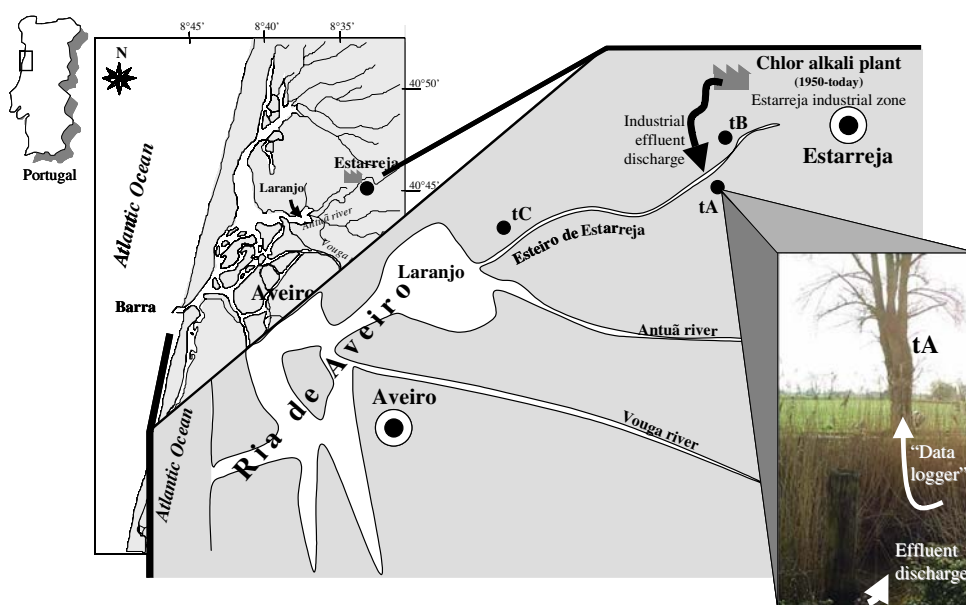 8°45'
8°40'
8°35'
N
40°50'
Portugal
Atlantic Ocean
Estarreja
Laranjo
40°45'
Antuã river
Vouga
Barra
Aveiro
Chlor alkali plant
(1950-today)
Estarreja industrial zone
Industrial
effluent
discharge
tB
Estarreja
tA
tC
Esteiro de Estarreja
Laranjo
Antuã river
Ria de Aveiro
Aveiro
Vouga river
Atlantic Ocean
tA
“Data
logger”
Effluent
discharge